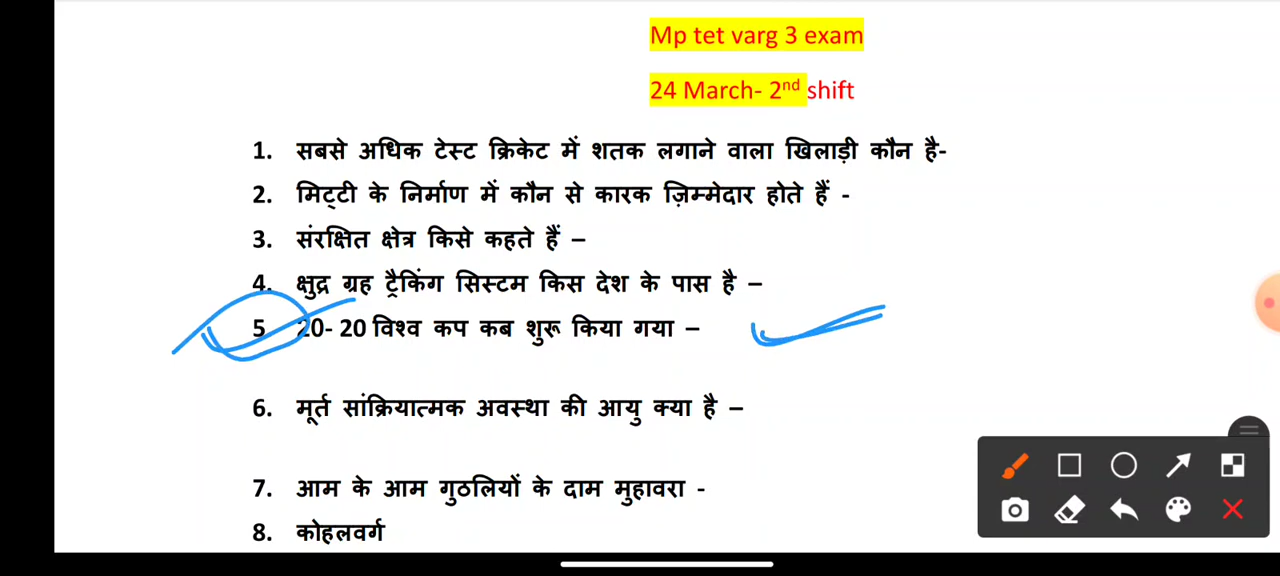 Mp tet varg 3 exam
24 March- 2nd shift
1. सबसे अधिक टेस्ट क्रिकेट में शतक लगाने वाला खिलाड़ी कौन है-
2. मिट्टी के निर्माण में कौन से कारक ज़िम्मेदार होते हैं -
3. संरक्षित क्षेत्र किसे कहते हैं –
4. क्षुद्र ग्रह ट्रैकिंग सिस्टम किस देश के पास है –
5 20- 20 विश्व कप कब शुरू किया गया –
6. मूर्त सांक्रियात्मक अवस्था की आयु क्या है –
7. आम के आम गुठलियों के दाम मुहावरा -
8. कोहलवर्ग